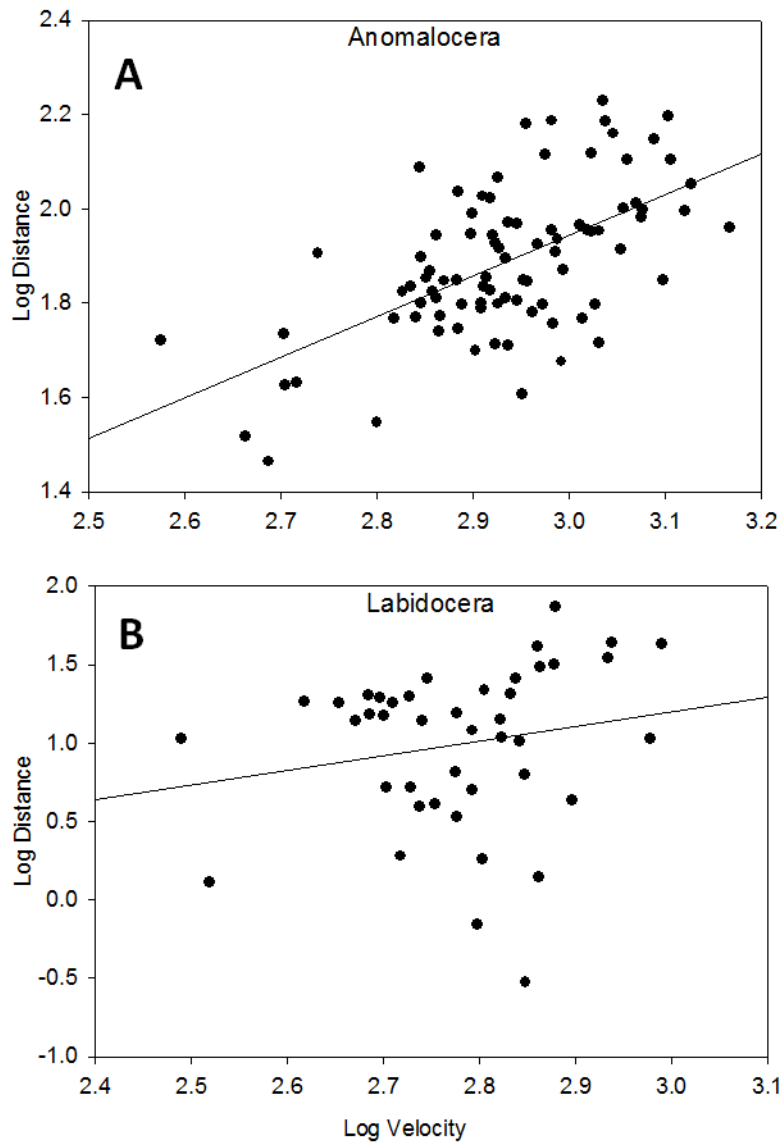 Anomalocera
A
Log Distance
2.4
2.2
2.0
1.8
1.6
1.4
2.5 2.6 2.7 2.8 2.9 3.0 3.1 3.2
Labidocera
B
Log Distance
2.0
1.5
1.0
0.5
0.0
-0.5
-1.0
2.4 2.5 2.6 2.7 2.8 2.9 3.0 3.1
Log Velocity